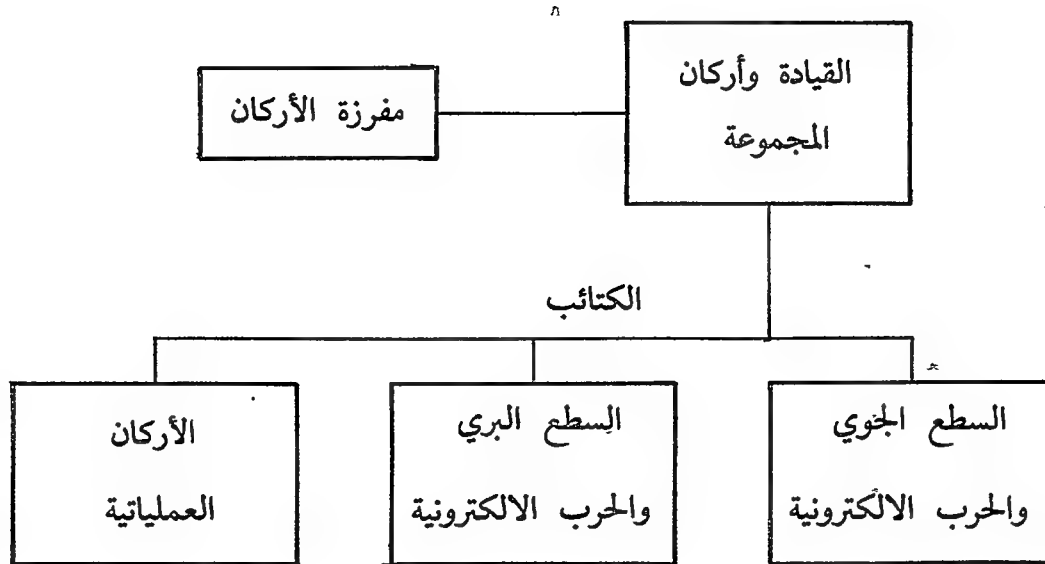 القيادة وأركان
المجموعة
مفرزة الأركان
الكتائب
السطع الجوي
والحرب الالكترونية
السطع البري
والحرب الالكترونية
الأركان
العملياتية